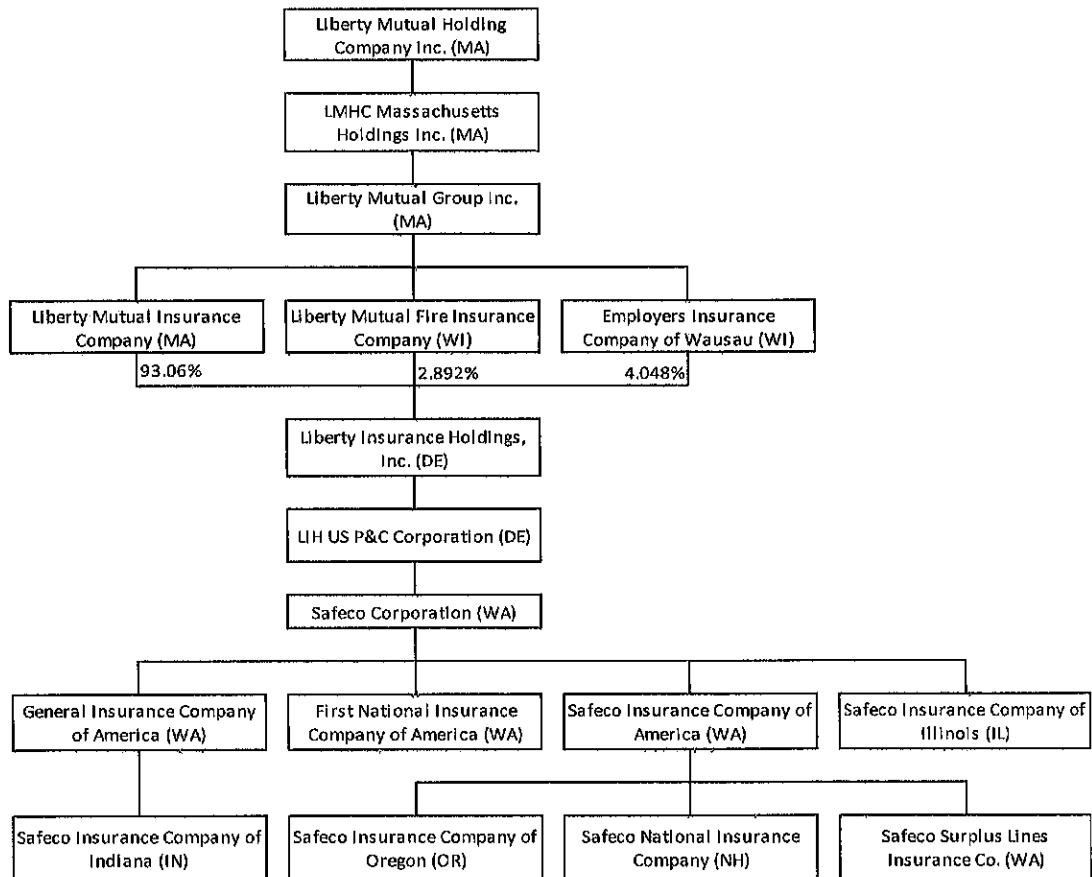 Liberty Mutual Holding
Company Inc. (MA)
LMHC Massachusetts
Holdings Inc. (MA)
Liberty Mutual Group Inc.
(MA)
Liberty Mutual Insurance
Company (MA)
Liberty Mutual Fire Insurance
Company (WI)
Employers Insurance
Company of Wausau (WI)
93.06%
2.892%
4.048%
Liberty Insurance Holdings,
Inc. (DE)
LIH US P&C Corporation (DE)
Safeco Corporation (WA)
General Insurance Company
of America (WA)
First National Insurance
Company of America (WA)
Safeco Insurance Company of
America (WA)
Safeco Insurance Company of
Illinois (IL)
Safeco Insurance Company of
Indiana (IN)
Safeco Insurance Company of
Oregon (OR)
Safeco National Insurance
Company (NH)
Safeco Surplus Lines
Insurance Co. (WA)